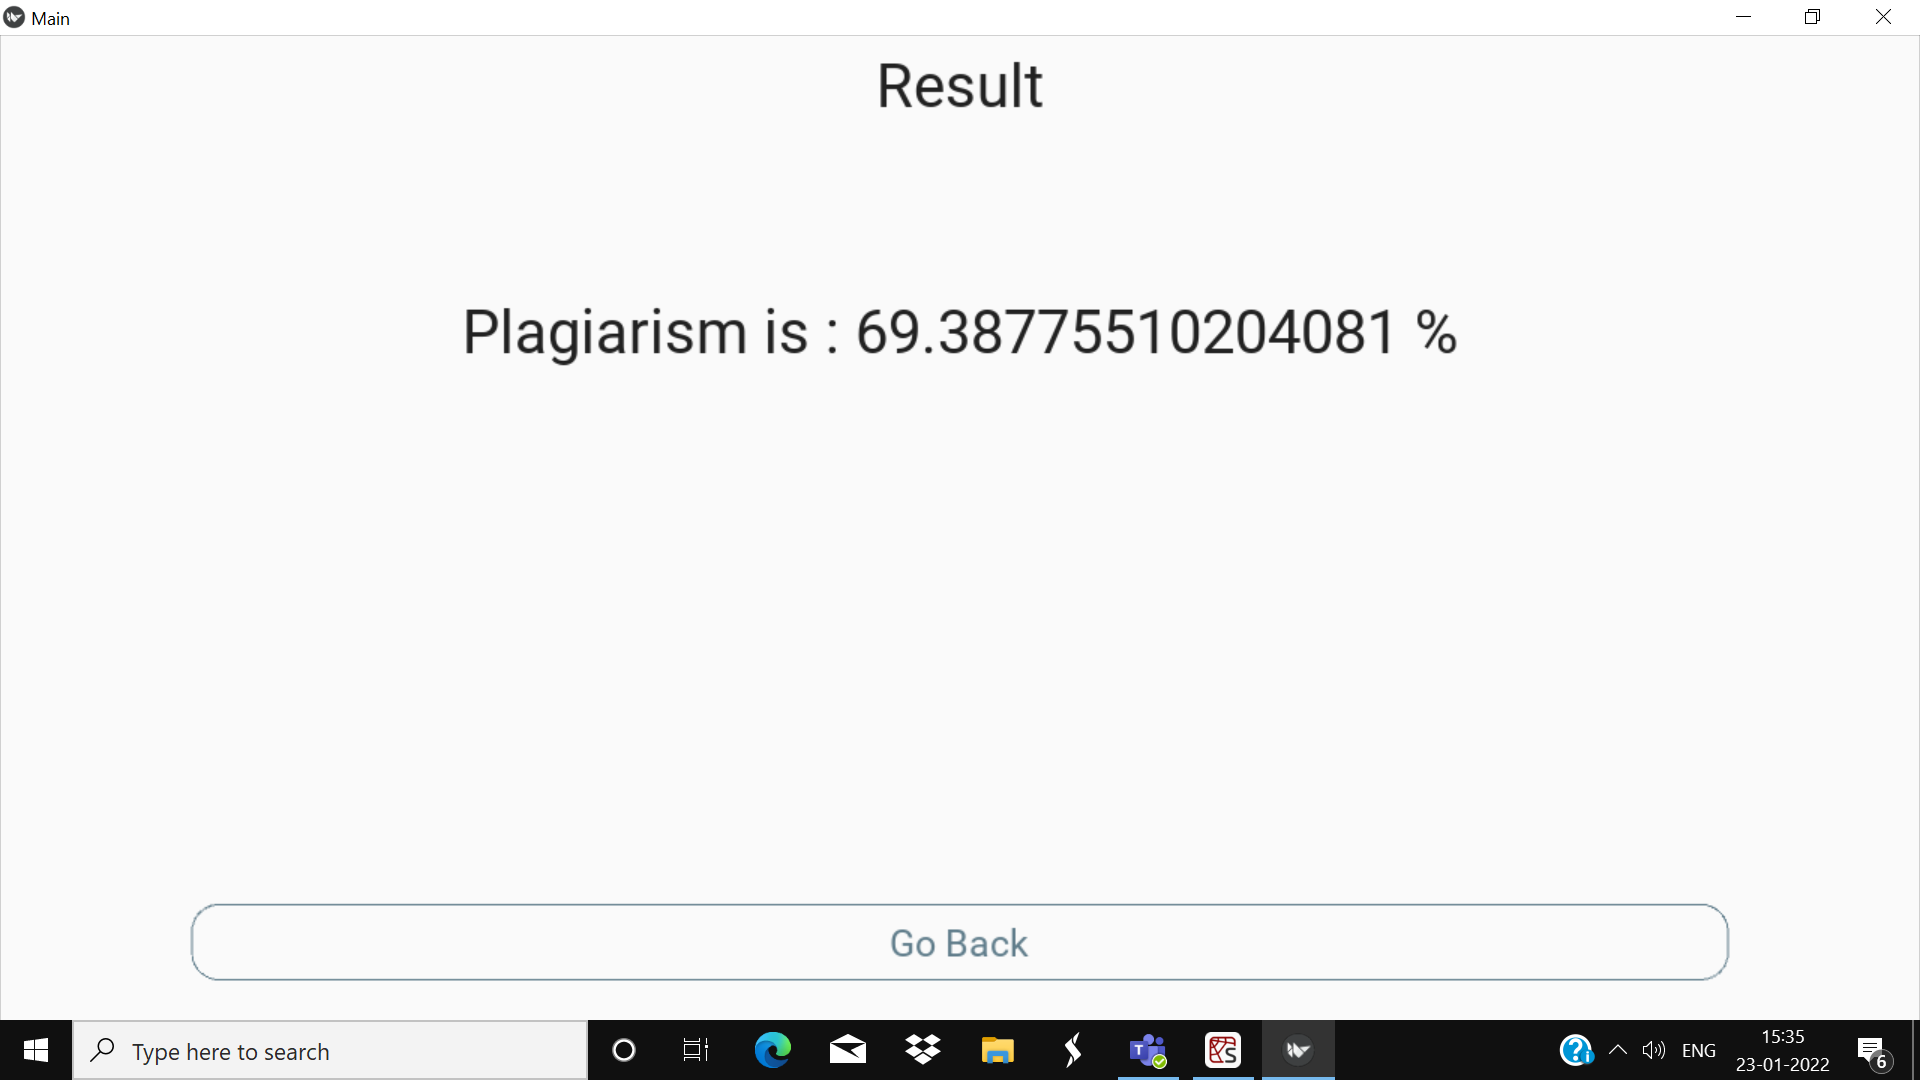 Main
Result
Plagiarism is : 69.38775510204081 %
Go Back
Type here to search
T
S
ENG
15:35
23-01-2022
6